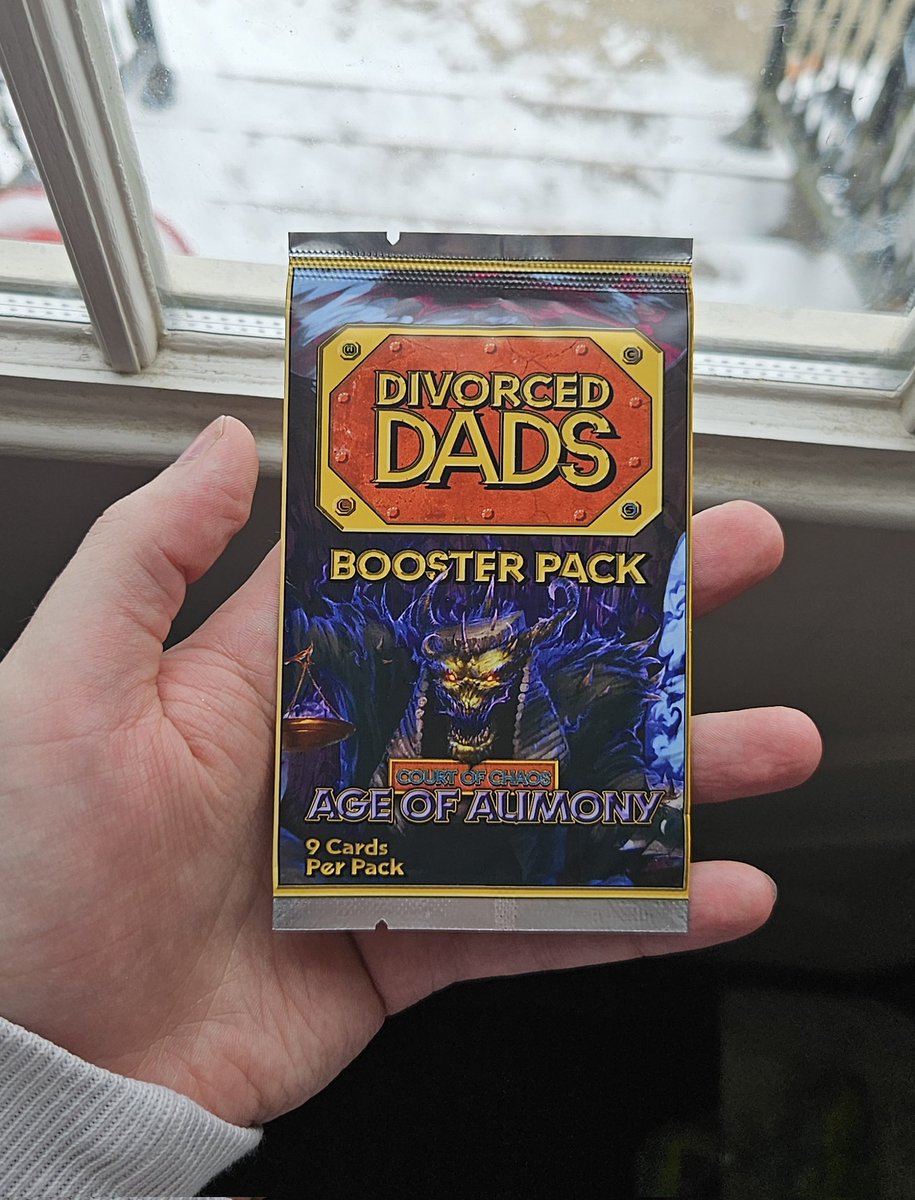 W C
DIVORCED
DADS
L S
BOOSTER PACK
COURT OF CHAOS
AGE OF ALIMONY
9 Cards
Per Pack